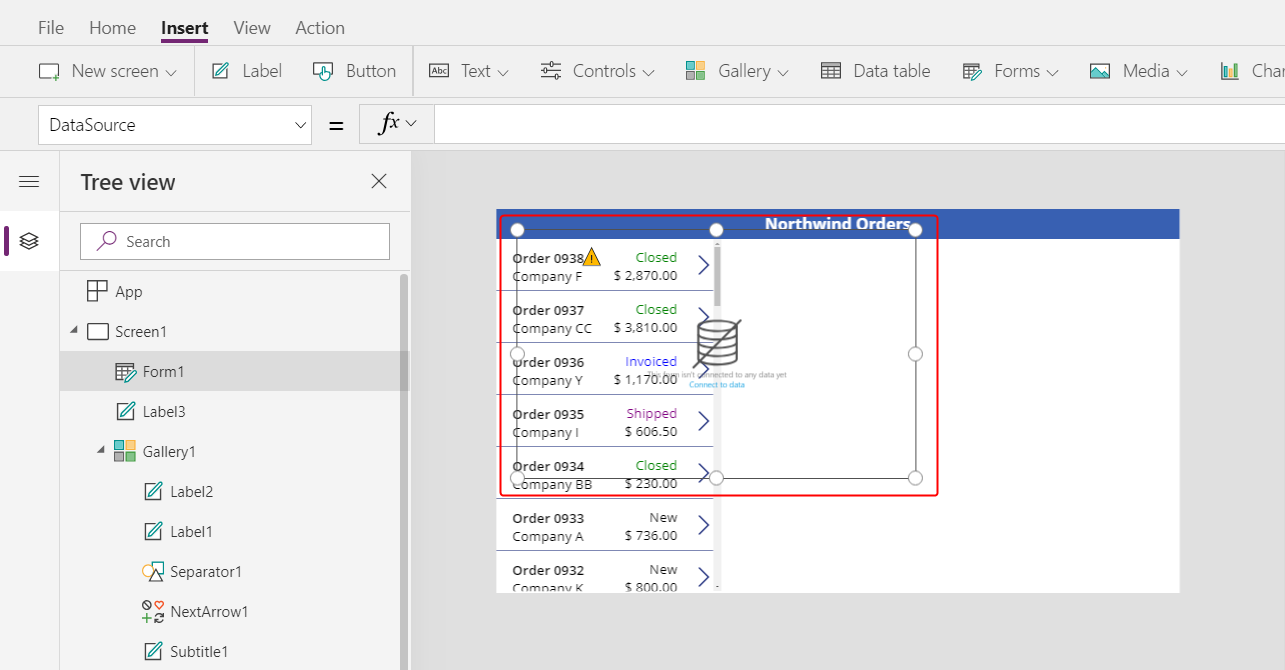 File Home Insert View Action
New screen Label Button Abc Text Controls Gallery Data table Forms Media Char
DataSource = fx
Tree view
Search
App
Screen1
Form1
Label3
Gallery1
Label2
Label1
Separator1
NextArrow1
Subtitle1
Northwind Orders
Order 0938 Closed
Company F $ 2,870.00
Order 0937 Closed
Company CC $ 3,810.00
Order 0936 Invoiced
Company Y $ 1,170.00
This form isn't connected to any data yet
Connect to data
Order 0935 Shipped
Company I $ 606.50
Order 0934 Closed
Company BB $ 230.00
Order 0933 New
Company A $ 736.00
Order 0932 New
Company K $ 800.00